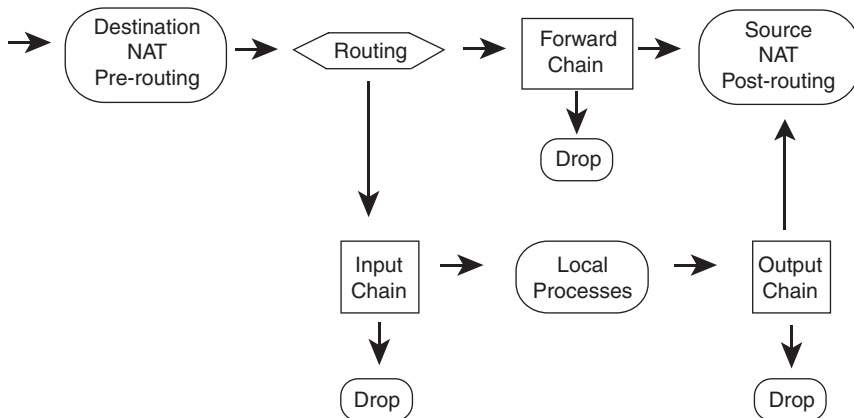 Destination
NAT
Pre-routing
Routing
Forward
Chain
Source
NAT
Post-routing
Drop
Input
Chain
Local
Processes
Output
Chain
Drop
Drop